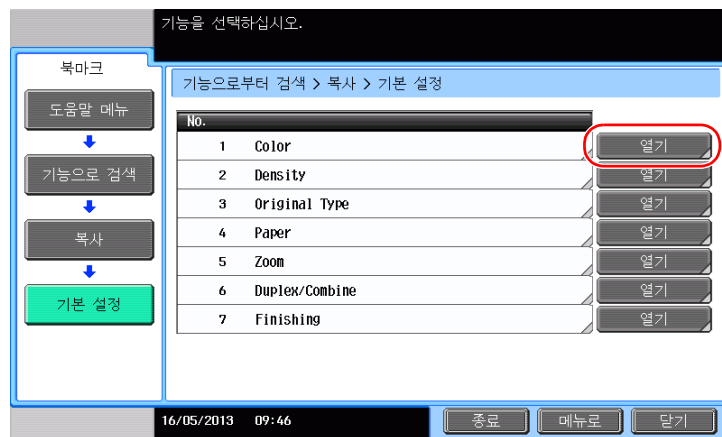 기능을 선택하십시오.
북마크
기능으로부터 검색 > 복사 > 기본 설정
도움말 메뉴
기능으로 검색
복사
기본 설정
No.
1 Color 열기
2 Density 열기
3 Original Type 열기
4 Paper 열기
5 Zoom 열기
6 Duplex/Combine 열기
7 Finishing 열기
16/05/2013 09:46 종료 메뉴로 닫기